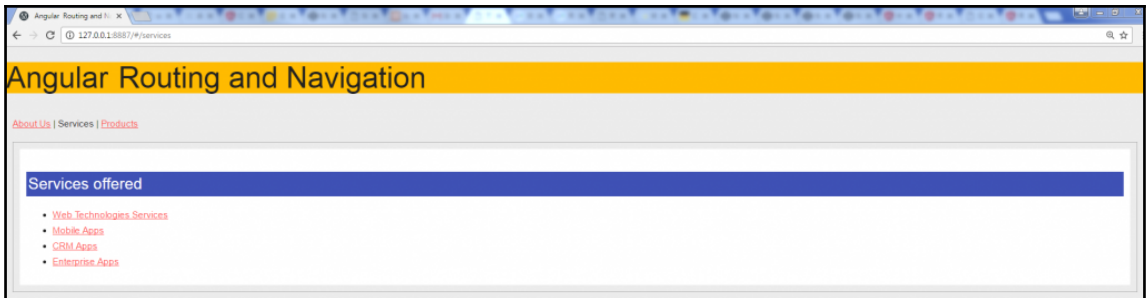 Angular Routing and N
127.0.0.1:8887/#/services
Angular Routing and Navigation
About Us | Services | Products
Services offered
Web Technologies Services
Mobile Apps
CRM Apps
Enterprise Apps